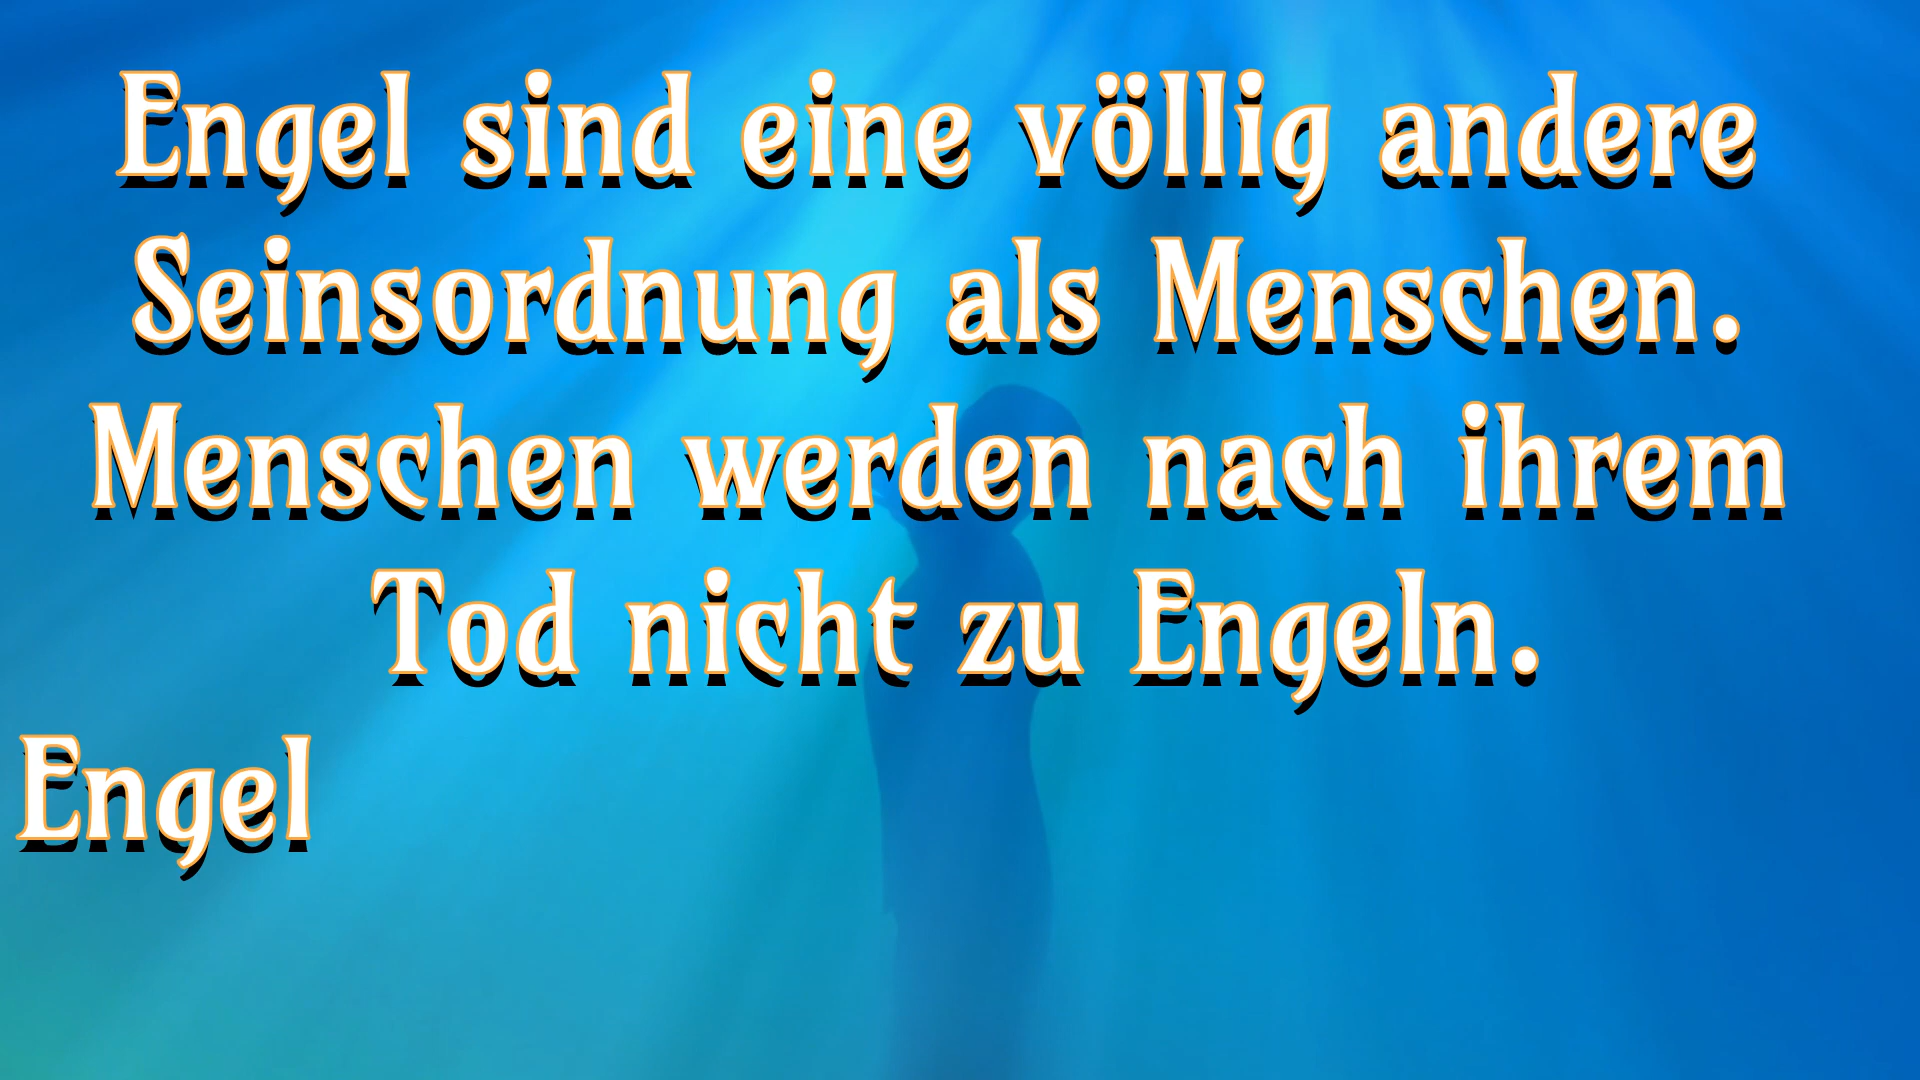 Engel sind eine völlig andere
Seinsordnung als Menschen.
Menschen werden nach ihrem
Tod nicht zu Engeln.
Engel